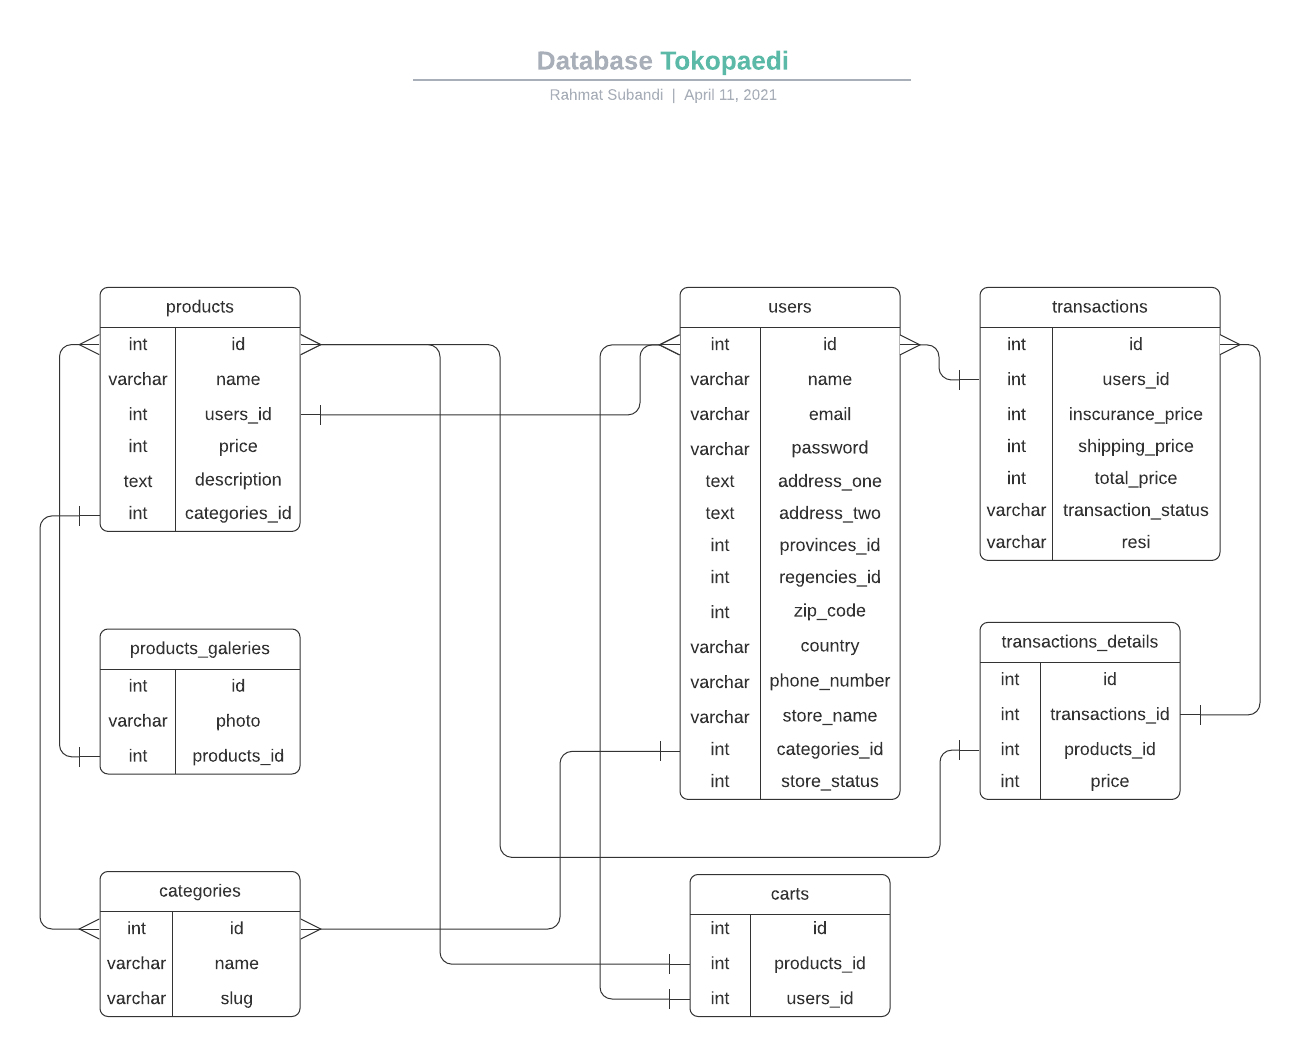 Database Tokopaedi
Rahmat Subandi | April 11, 2021
products
int id
varchar name
int users_id
int price
text description
int categories_id
users
int id
varchar name
varchar email
varchar password
text address_one
text address_two
int provinces_id
int regencies_id
int zip_code
varchar country
varchar phone_number
varchar store_name
int categories_id
int store_status
transactions
int id
int users_id
int inscurance_price
int shipping_price
int total_price
varchar transaction_status
varchar resi
products_galeries
int id
varchar photo
int products_id
transactions_details
int id
int transactions_id
int products_id
int price
categories
int id
varchar name
varchar slug
carts
int id
int products_id
int users_id